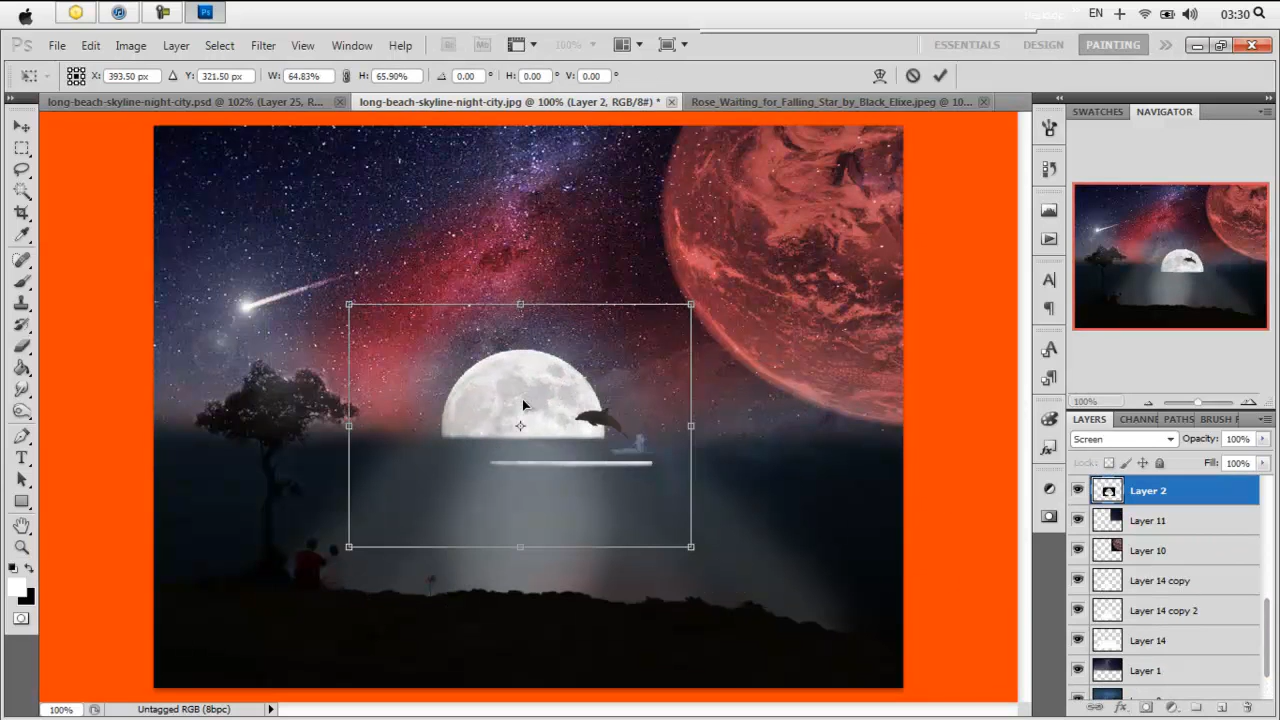 EN 03:30
Ps File Edit Image Layer Select Filter View Window Help Br Mb 100% ESSENTIALS DESIGN PAINTING
X: 393.50 px Y: 321.50 px W: 64.83% H: 65.90% 0.00 ° H: 0.00 ° V: 0.00 °
long-beach-skyline-night-city.psd @ 102% (Layer 25, R... long-beach-skyline-night-city.jpg @ 100% (Layer 2, RGB/8#) * Rose_Waiting_for_Falling_Star_by_Black_Elixe.jpeg @ 10...
SWATCHES NAVIGATOR
100%
LAYERS CHANNE PATHS BRUSH F
Screen Opacity: 100%
Lock: Fill: 100%
Layer 2
Layer 11
Layer 10
Layer 14 copy
Layer 14 copy 2
Layer 14
Layer 1
100% Untagged RGB (8bpc)